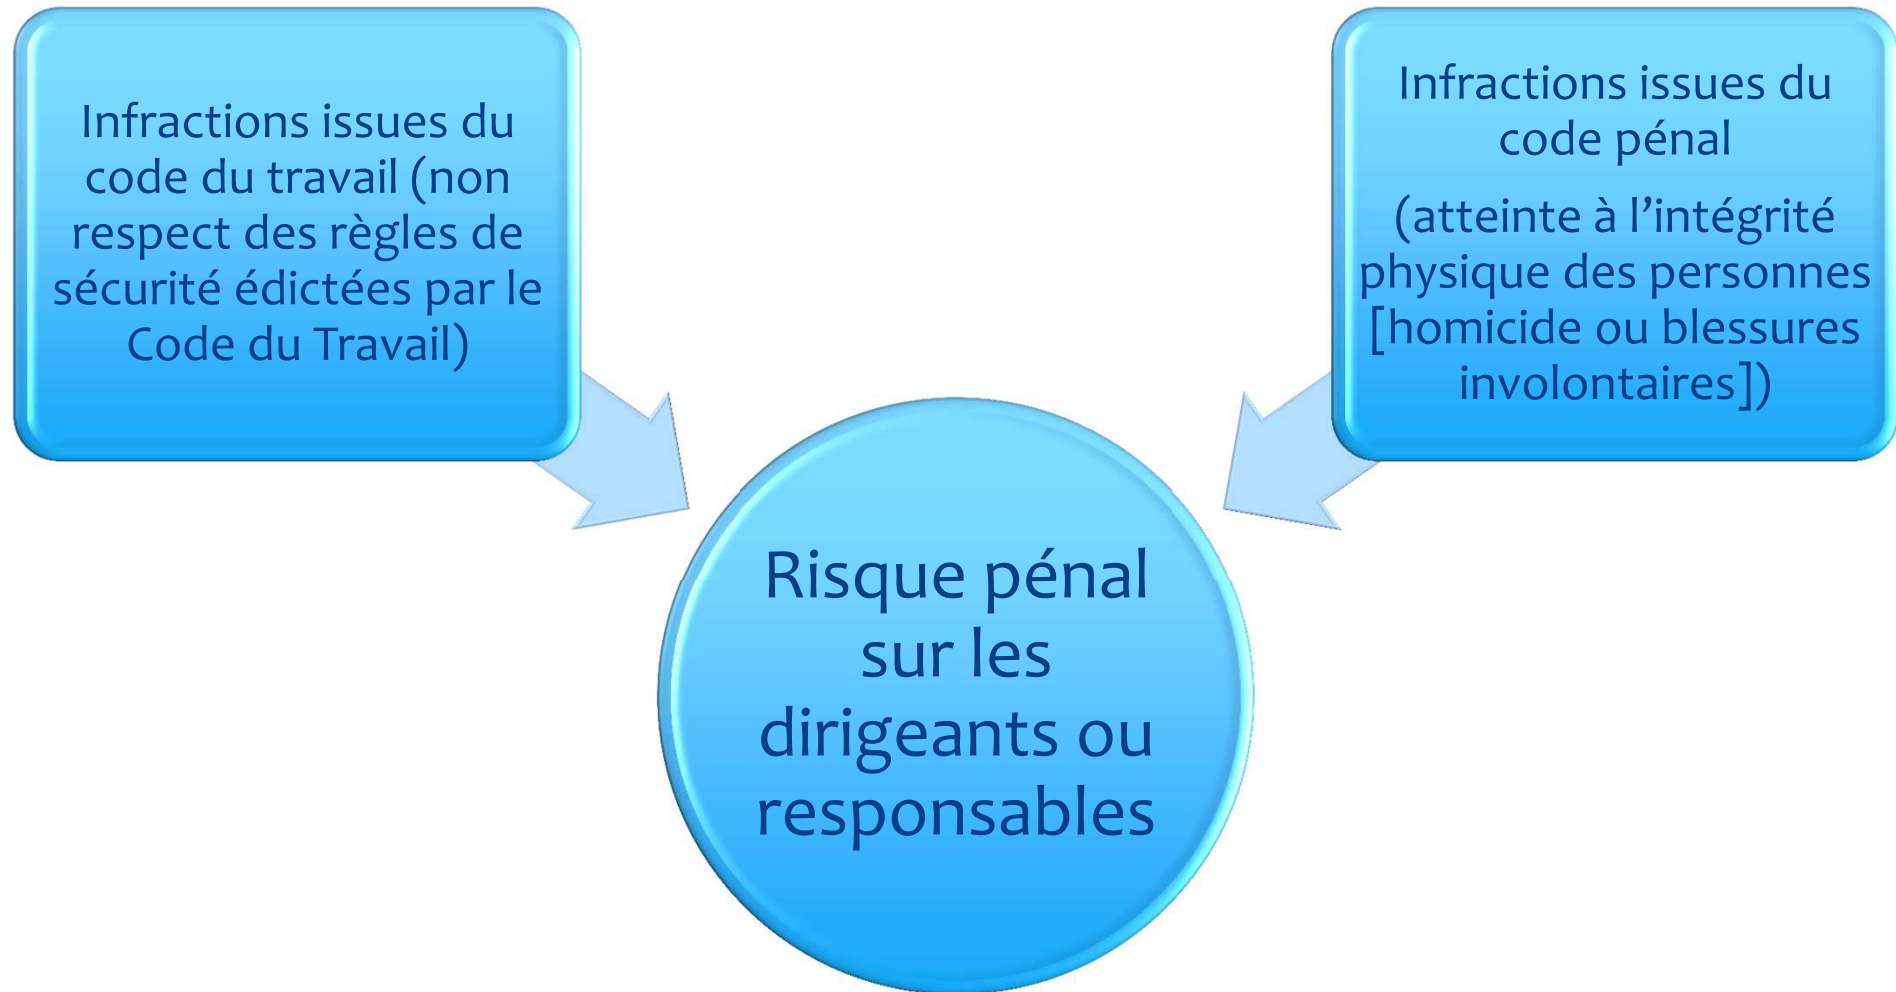 Infractions issues du
code du travail (non
respect des règles de
sécurité édictées par le
Code du Travail)
Infractions issues du
code pénal
(atteinte à l’intégrité
physique des personnes
[homicide ou blessures
involontaires])
Risque pénal
sur les
dirigeants ou
responsables